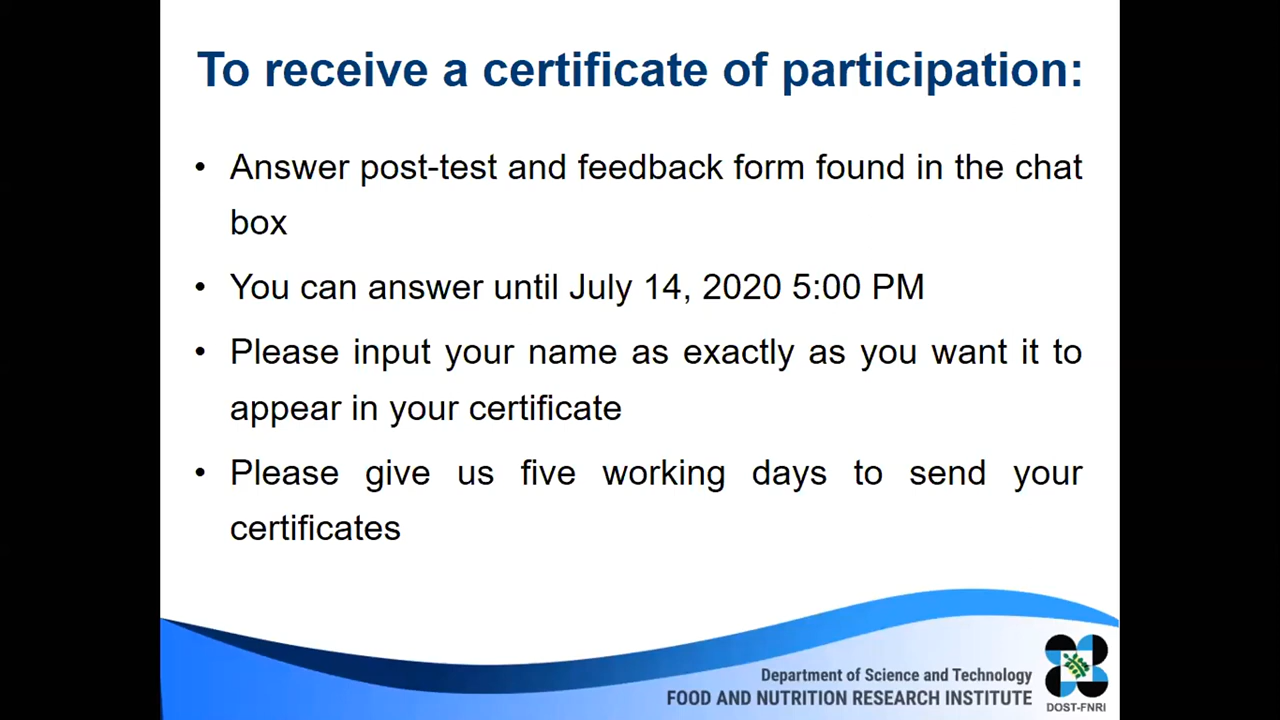 To receive a certificate of participation:
• Answer post-test and feedback form found in the chat
box
• You can answer until July 14, 2020 5:00 PM
• Please input your name as exactly as you want it to
appear in your certificate
• Please give us five working days to send your
certificates
Department of Science and Technology
FOOD AND NUTRITION RESEARCH INSTITUTE
DOST-FNRI